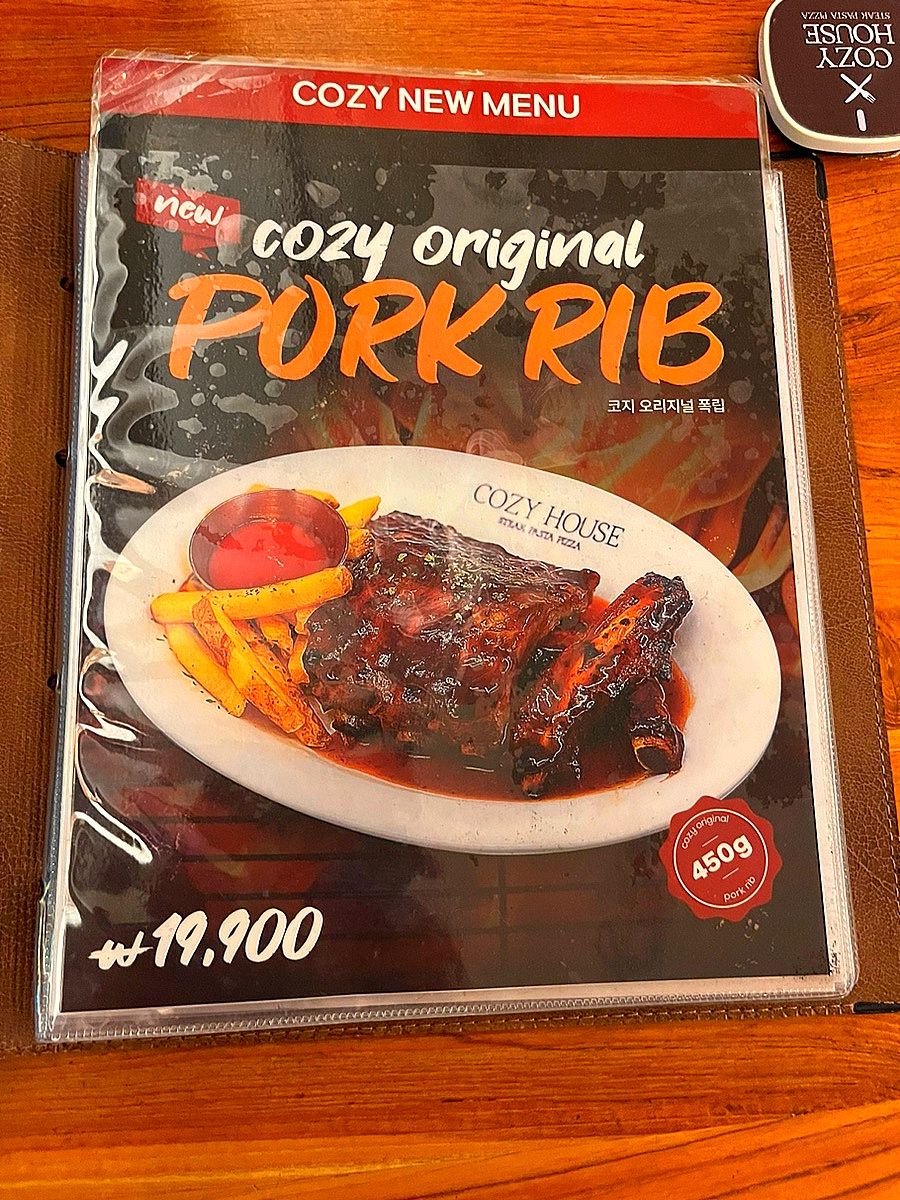 COZY
HOUSE
STEAK PASTA PIZZA
COZY NEW MENU
new
cozy original
PORK RIB
코지 오리지널 폭립
COZY HOUSE
STEAK PASTA PIZZA
cozy original
450g
pork rib
₩19.900